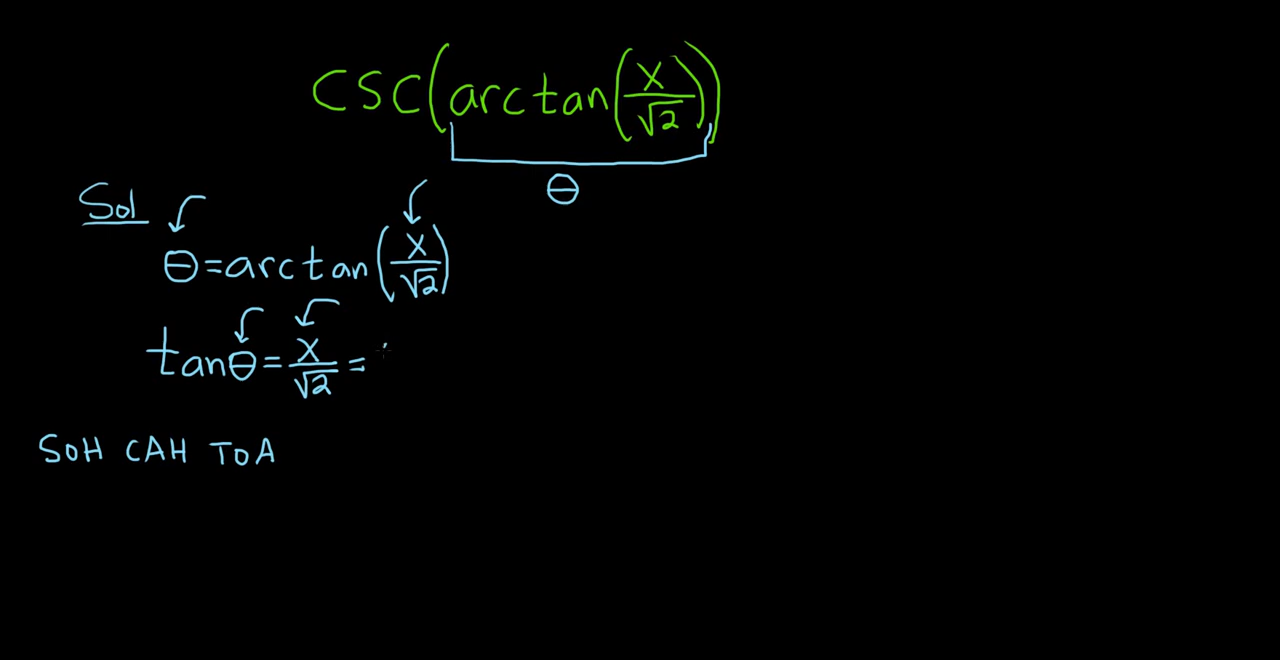 CSC(arctan(x/√2))
θ
Sol
θ=arctan(x/√2)
tanθ=x/√2=
SOH CAH TOA